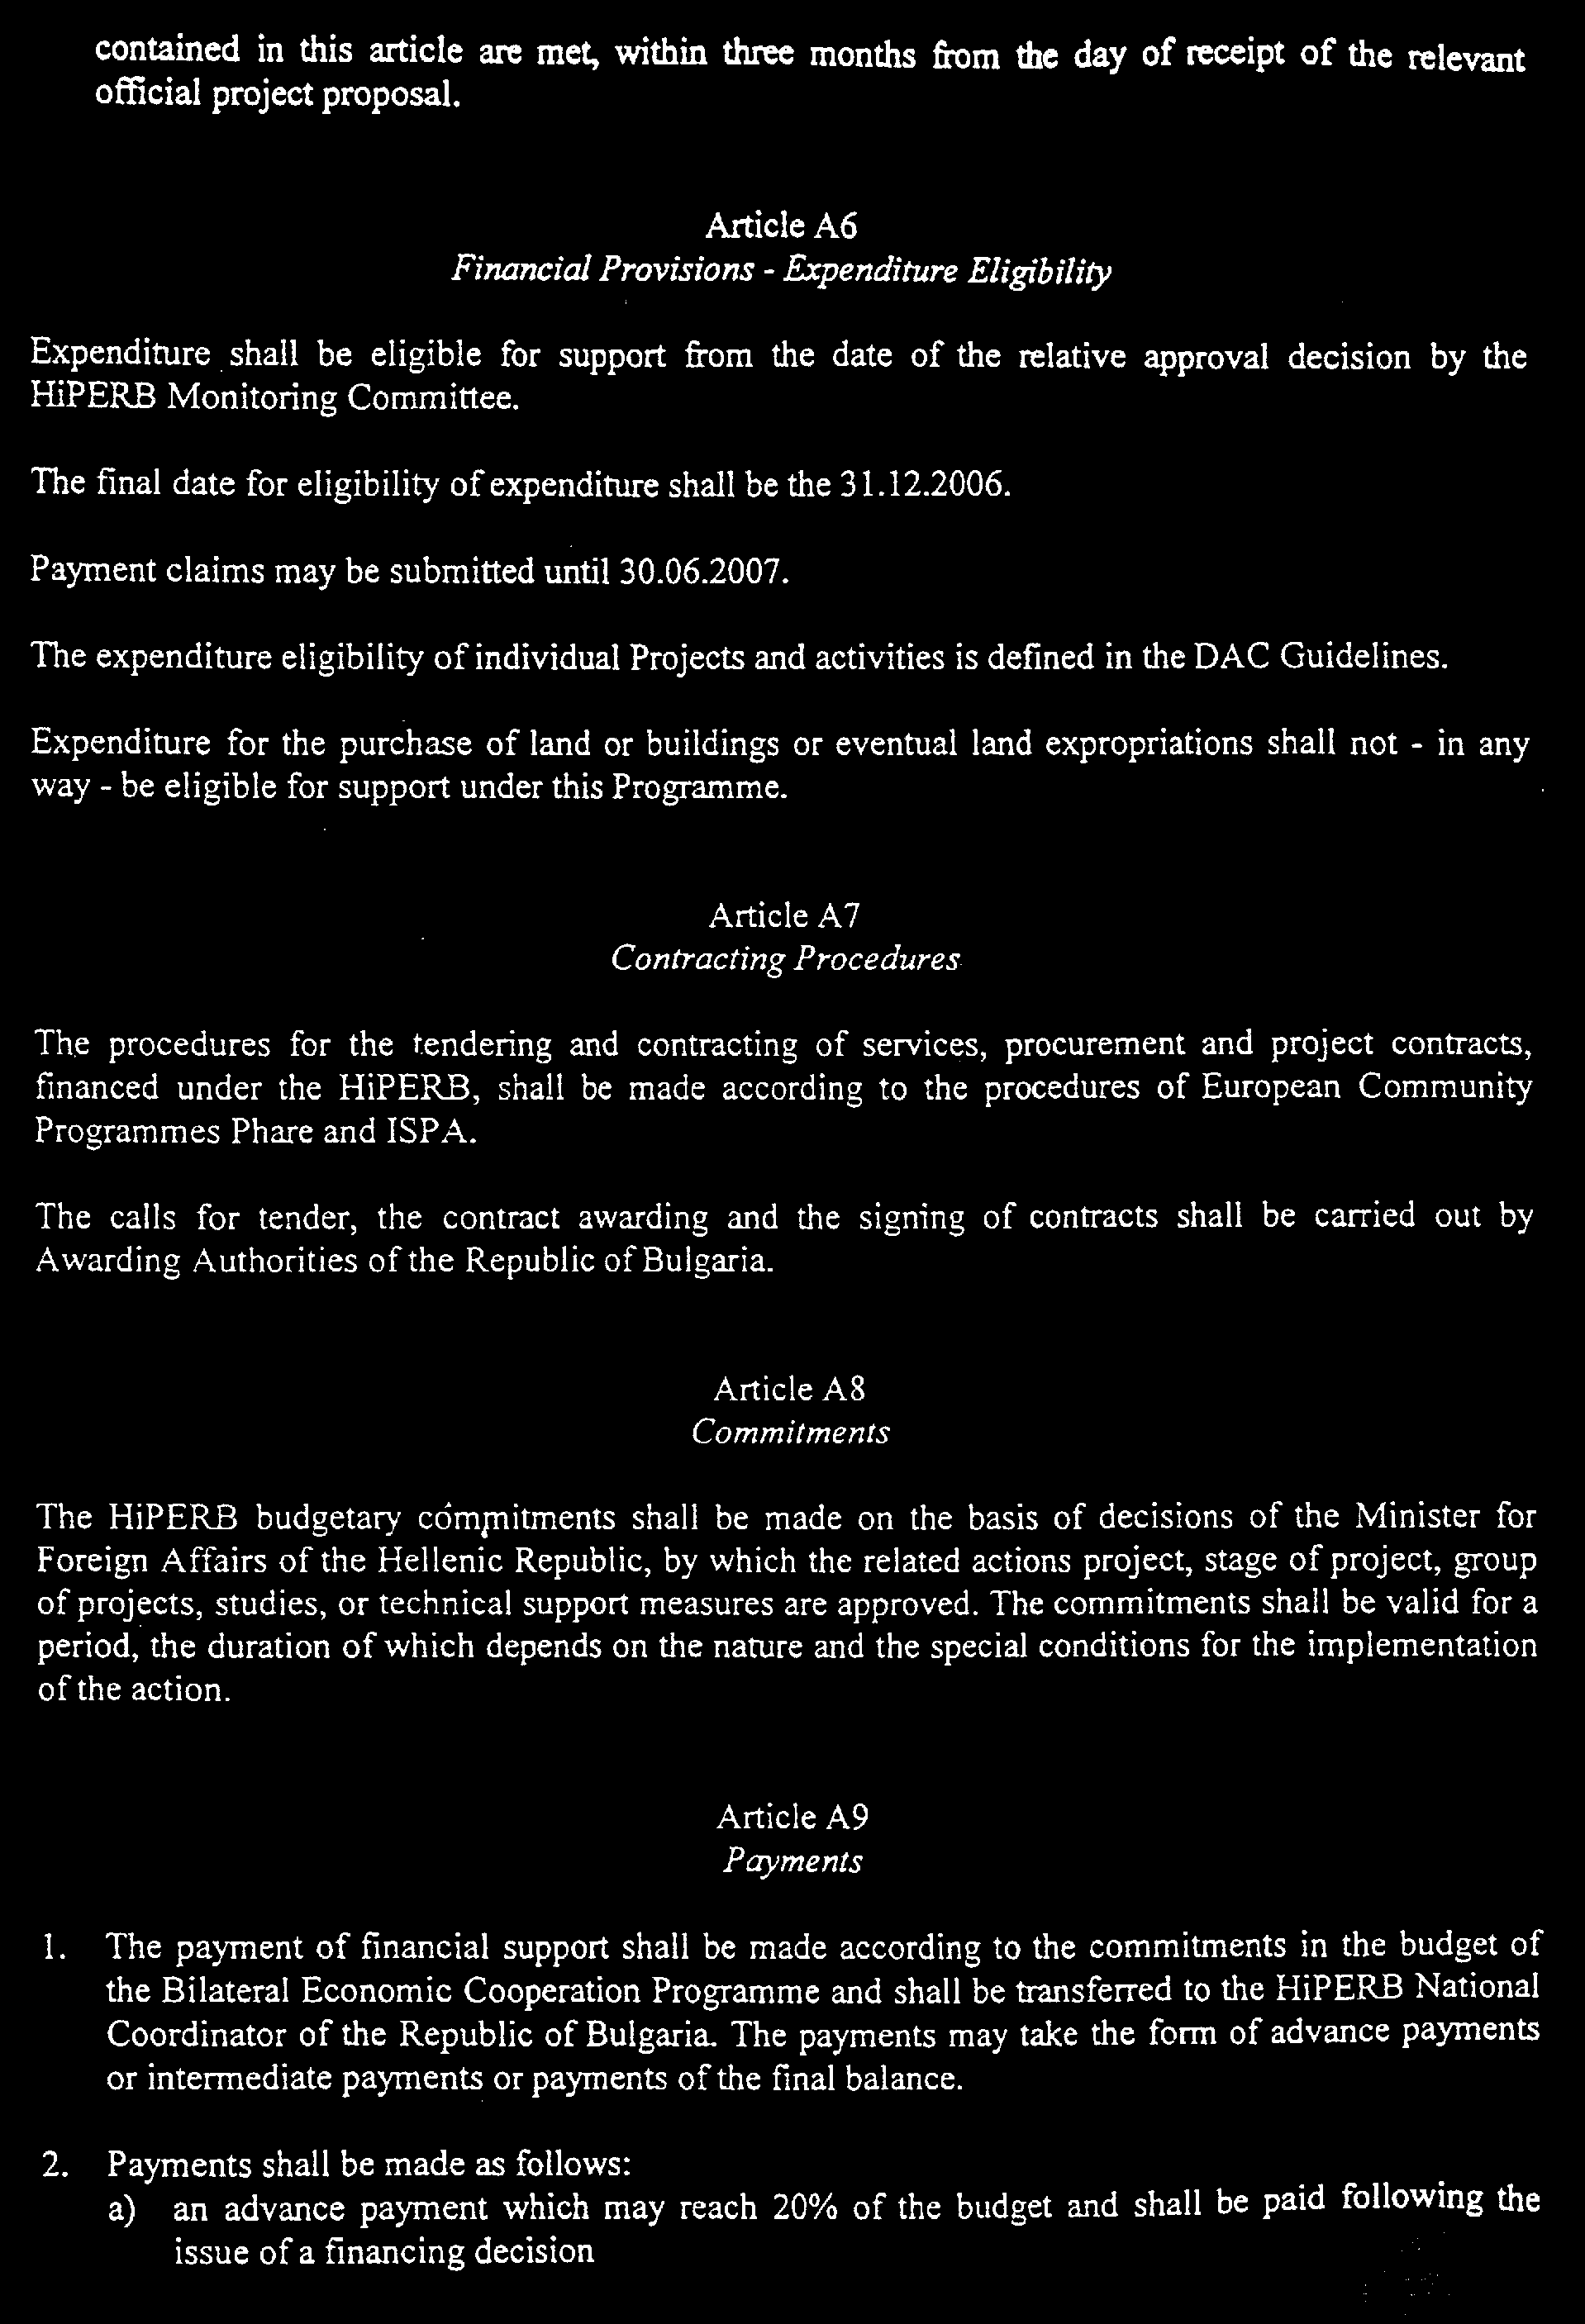 contained in this article are met, within three months from the day of receipt of the relevant
official project proposal.
Article A6
Financial Provisions - Expenditure Eligibility
Expenditure shall be eligible for support from the date of the relative approval decision by the
HiPERB Monitoring Committee.
The final date for eligibility of expenditure shall be the 31.12.2006.
Payment claims may be submitted until 30.06.2007.
The expenditure eligibility of individual Projects and activities is defined in the DAC Guidelines.
Expenditure for the purchase of land or buildings or eventual land expropriations shall not - in any
way - be eligible for support under this Programme.
Article A7
Contracting Procedures
The procedures for the tendering and contracting of services, procurement and project contracts,
financed under the HiPERB, shall be made according to the procedures of European Community
Programmes Phare and ISPA.
The calls for tender, the contract awarding and the signing of contracts shall be carried out by
Awarding Authorities of the Republic of Bulgaria.
Article A8
Commitments
The HiPERB budgetary commitments shall be made on the basis of decisions of the Minister for
Foreign Affairs of the Hellenic Republic, by which the related actions project, stage of project, group
of projects, studies, or technical support measures are approved. The commitments shall be valid for a
period, the duration of which depends on the nature and the special conditions for the implementation
of the action.
Article A9
Payments
1. The payment of financial support shall be made according to the commitments in the budget of
the Bilateral Economic Cooperation Programme and shall be transferred to the HiPERB National
Coordinator of the Republic of Bulgaria. The payments may take the form of advance payments
or intermediate payments or payments of the final balance.
2. Payments shall be made as follows:
a) an advance payment which may reach 20% of the budget and shall be paid following the
issue of a financing decision